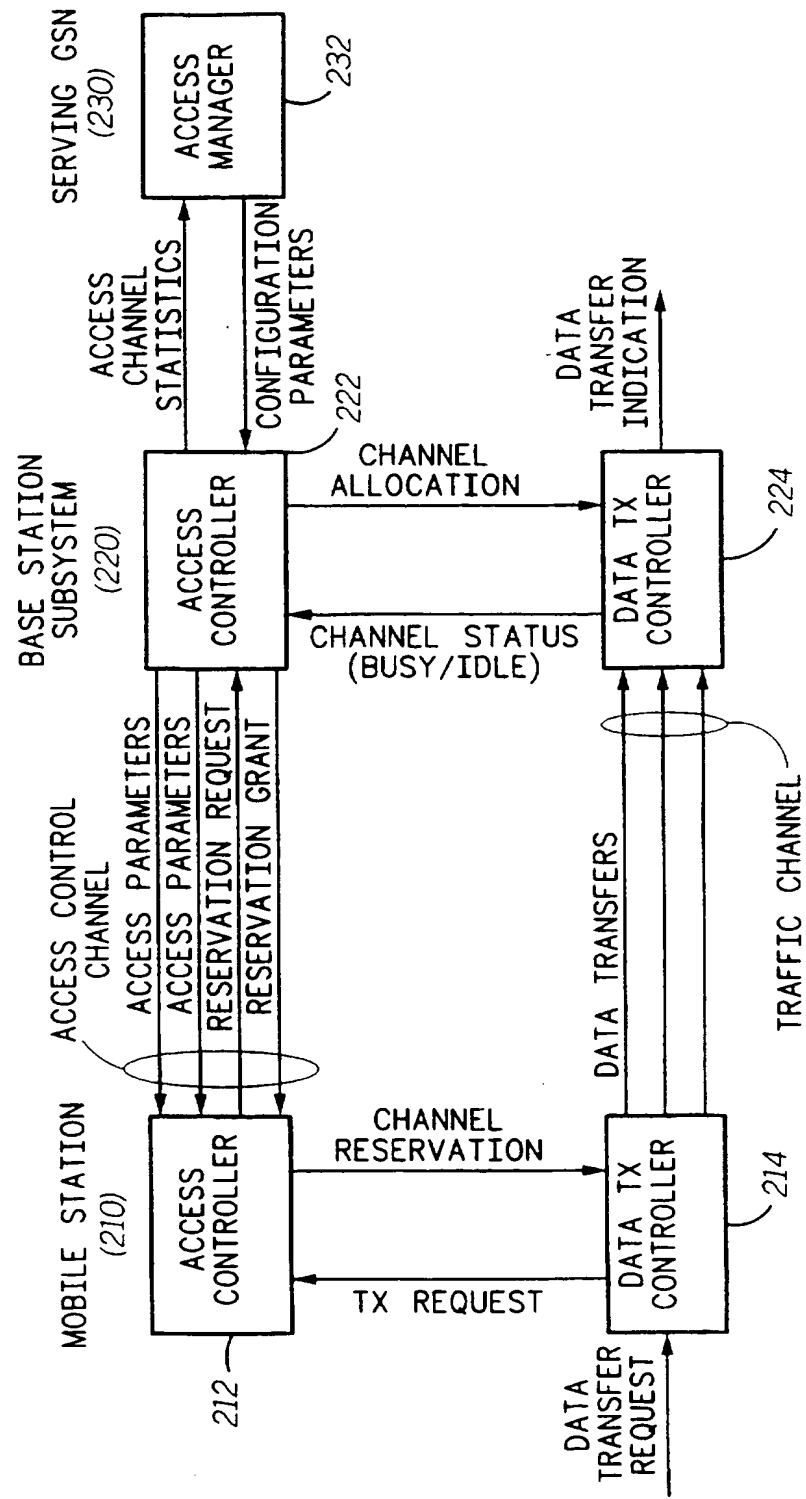 MOBILE STATION
(210)
ACCESS
CONTROLLER
212
ACCESS CONTROL
CHANNEL
ACCESS PARAMETERS
ACCESS PARAMETERS
RESERVATION REQUEST
RESERVATION GRANT
BASE STATION
SUBSYSTEM
(220)
ACCESS
CONTROLLER
222
ACCESS
CHANNEL
STATISTICS
CONFIGURATION
PARAMETERS
SERVING GSN
(230)
ACCESS
MANAGER
232
TX REQUEST
CHANNEL
RESERVATION
CHANNEL STATUS
(BUSY/IDLE)
CHANNEL
ALLOCATION
DATA
TRANSFER
REQUEST
DATA TX
CONTROLLER
214
DATA TRANSFERS
TRAFFIC CHANNEL
DATA TX
CONTROLLER
224
DATA
TRANSFER
INDICATION